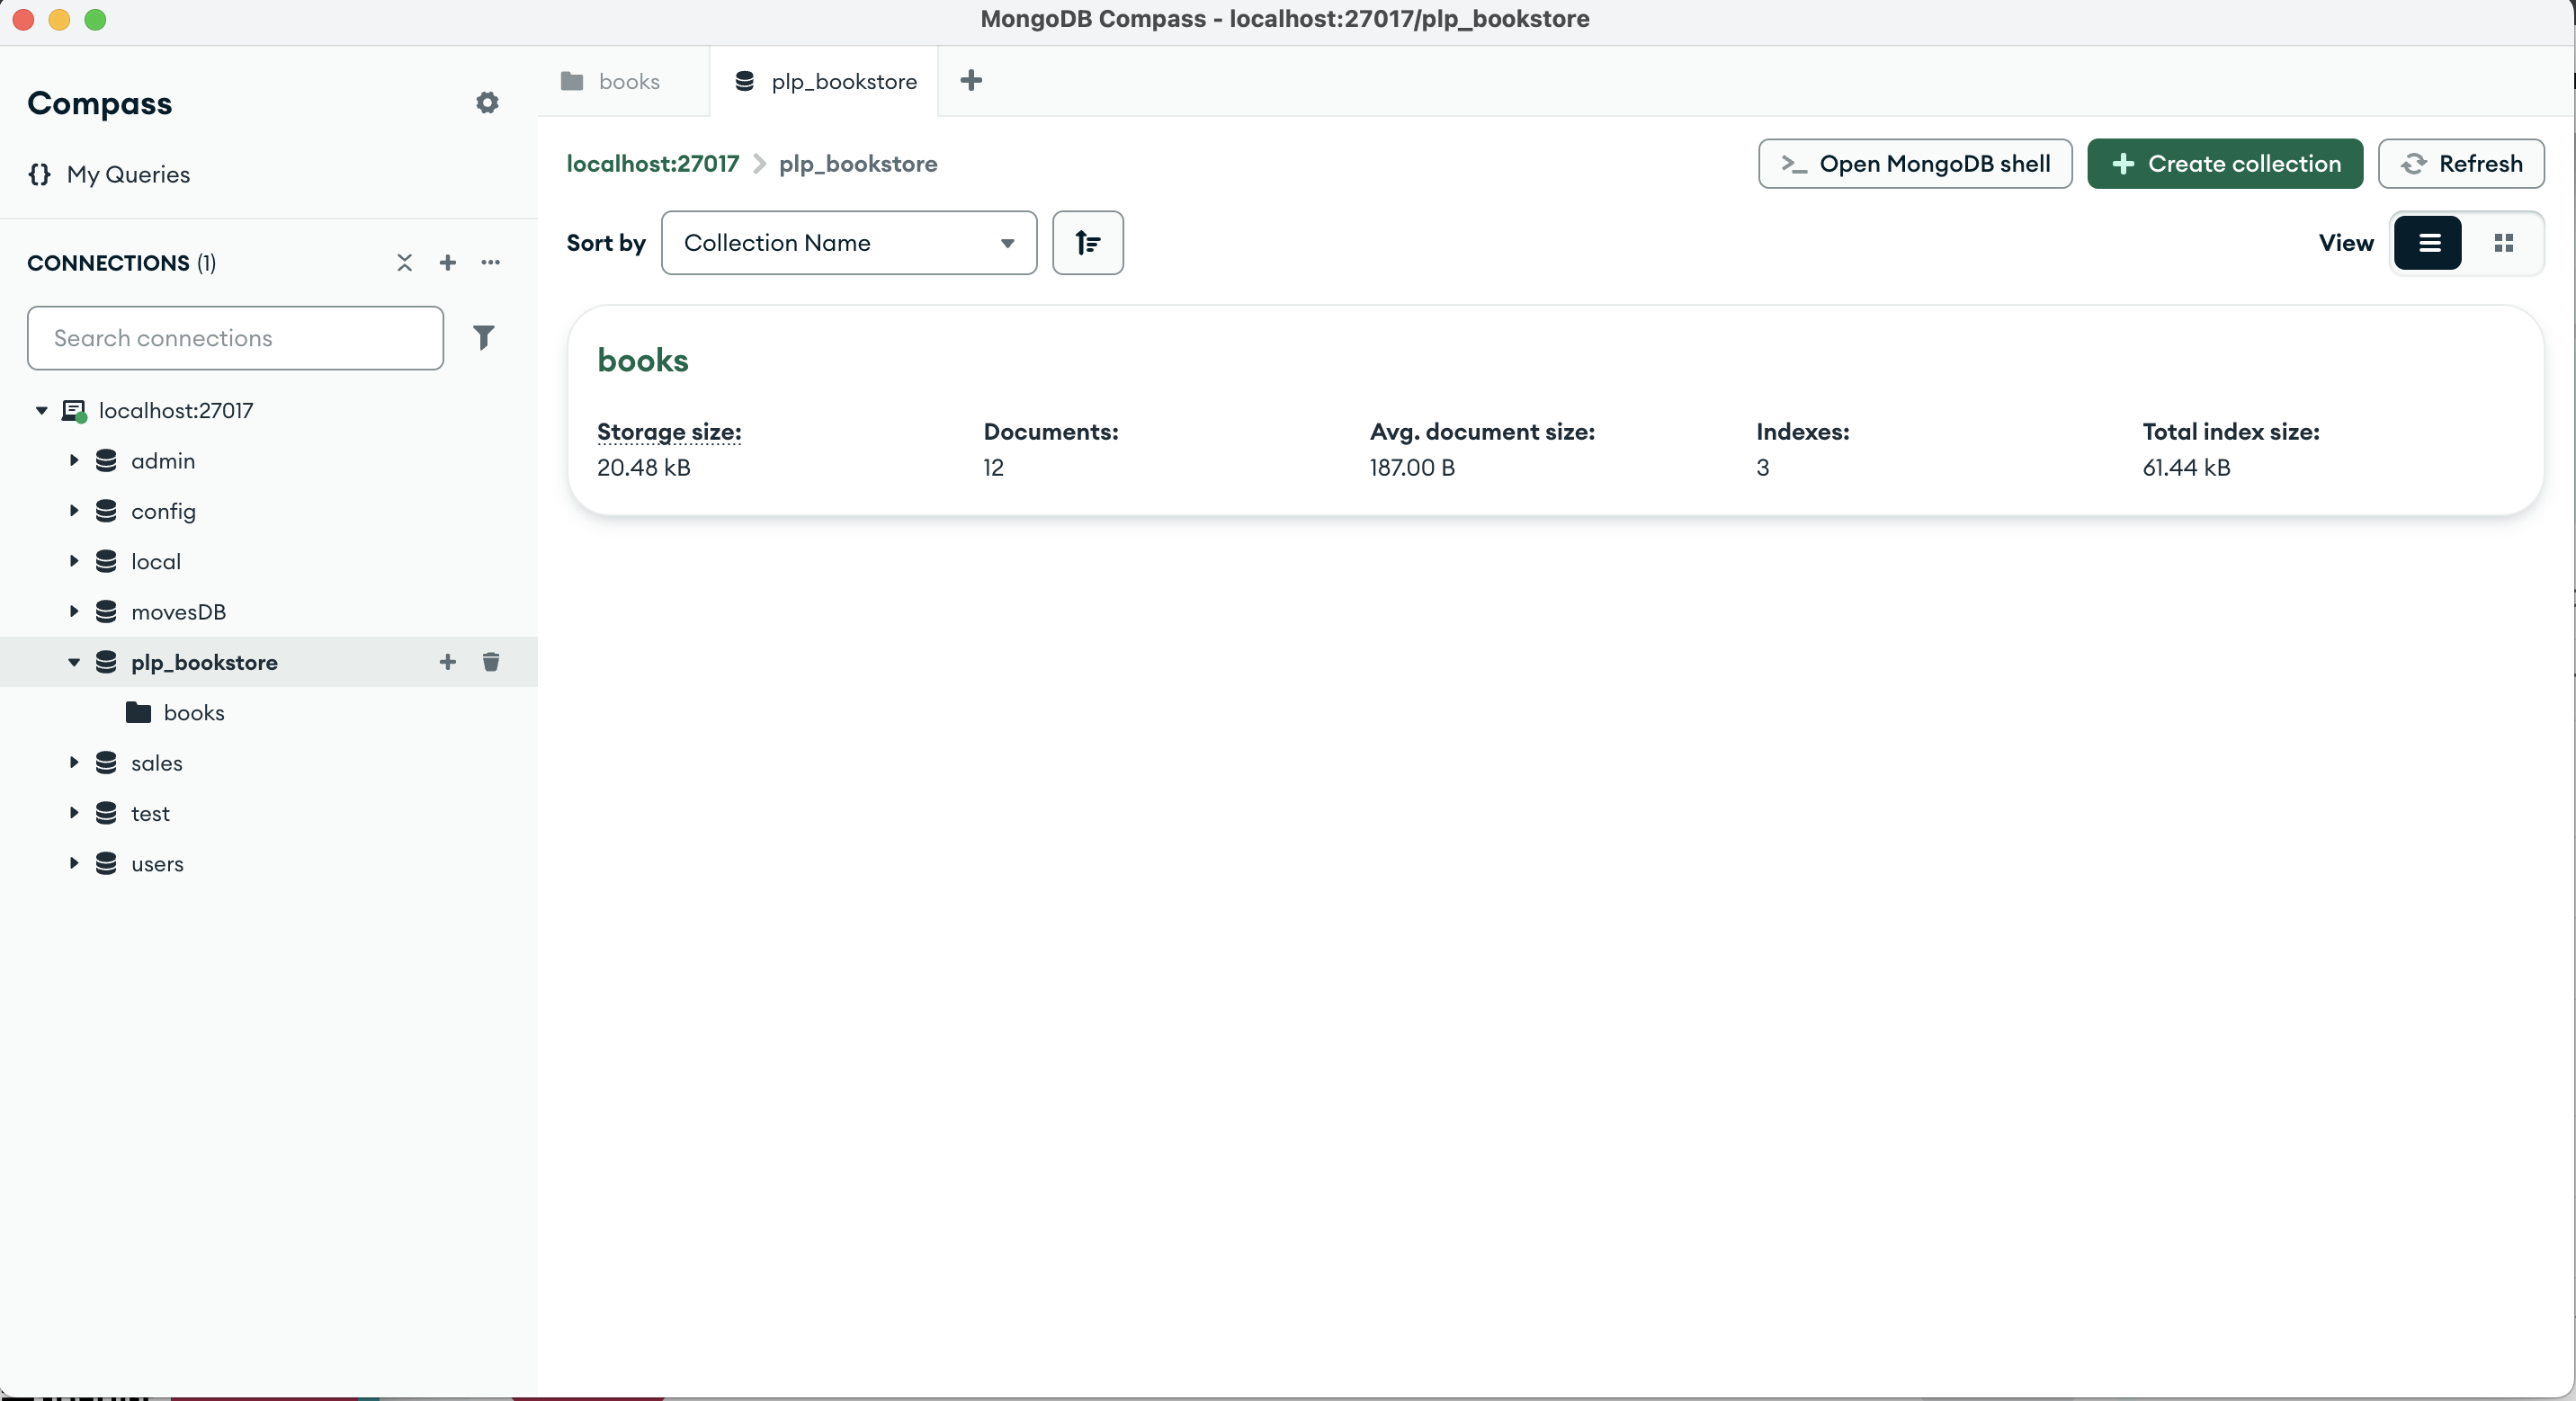 MongoDB Compass - localhost:27017/plp_bookstore
Compass
My Queries
CONNECTIONS (1)
Search connections
localhost:27017
admin
config
local
movesDB
plp_bookstore
books
sales
test
users
books
plp_bookstore
localhost:27017 plp_bookstore
Open MongoDB shell
Create collection
Refresh
Sort by Collection Name
View
books
Storage size: Documents: Avg. document size: Indexes: Total index size:
20.48 kB 12 187.00 B 3 61.44 kB